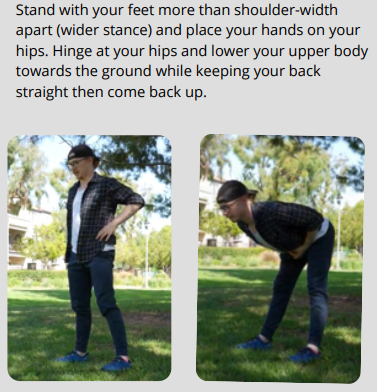 Stand with your feet more than shoulder-width
apart (wider stance) and place your hands on your
hips. Hinge at your hips and lower your upper body
towards the ground while keeping your back
straight then come back up.